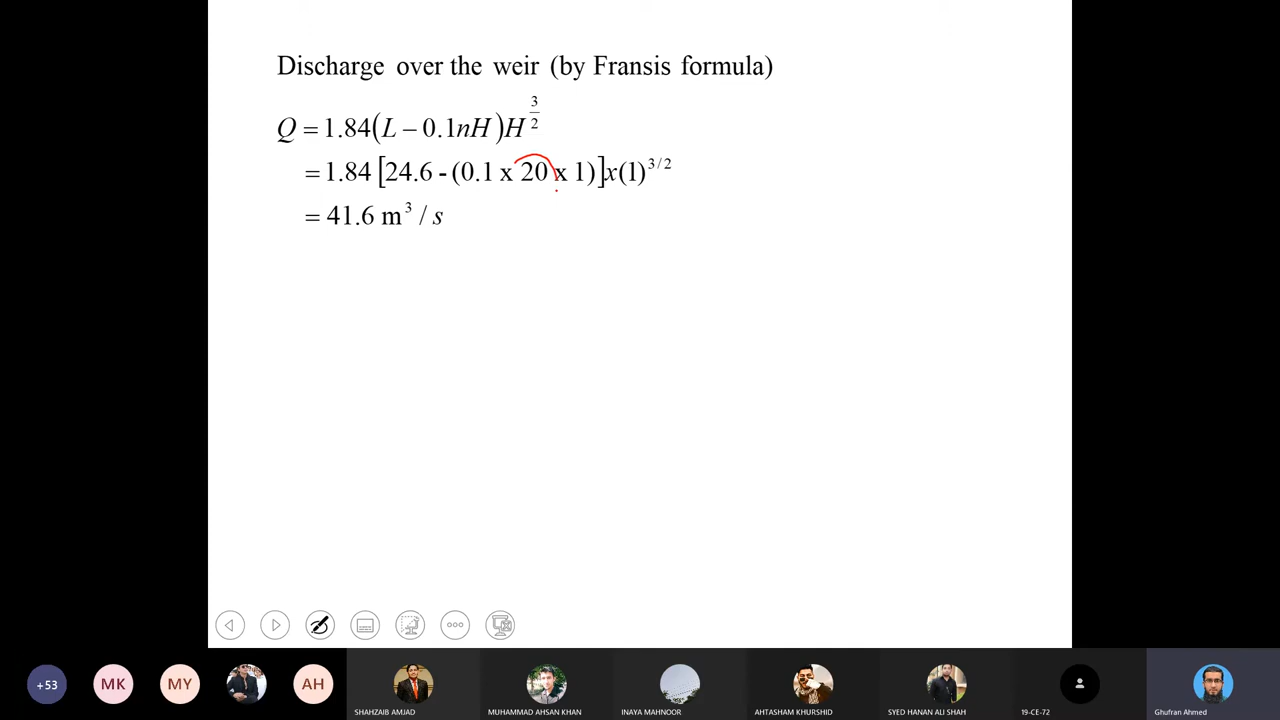 Discharge over the weir (by Fransis formula)
Q = 1.84(L – 0.1nH)H^{3/2}
= 1.84 [24.6 - (0.1 x 20 x 1)]x(1)^{3/2}
= 41.6 m^3 / s
+53 MK MY AH SHAHZAIB AMJAD MUHAMMAD AHSAN KHAN INAYA MAHNOOR AHTASHAM KHURSHID SYED HANAN ALI SHAH 19-CE-72 Ghufran Ahmed